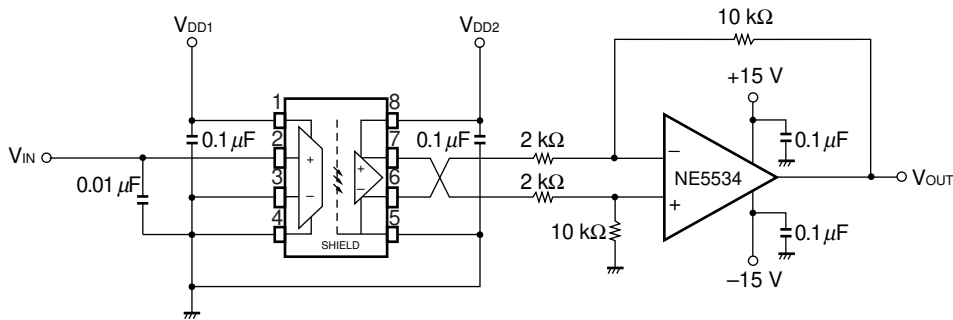 10 kΩ
VDD1
VDD2
+15 V
1
8
0.1 μF
2
7
0.1 μF
2 kΩ
0.1 μF
VIN
+
+
−
NE5534
VOUT
0.01 μF
3
−
−
6
2 kΩ
+
4
5
10 kΩ
0.1 μF
SHIELD
−15 V